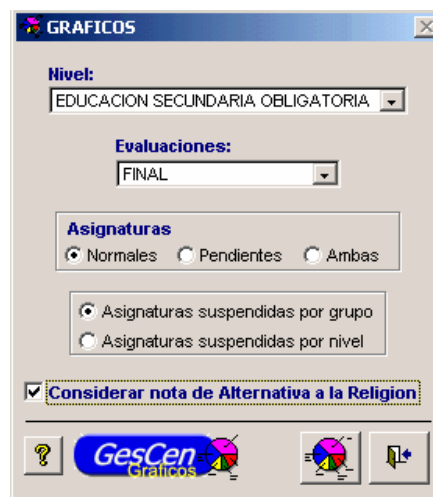 GRAFICOS
Nivel:
EDUCACION SECUNDARIA OBLIGATORIA
Evaluaciones:
FINAL
Asignaturas
Normales Pendientes Ambas
Asignaturas suspendidas por grupo
Asignaturas suspendidas por nivel
Considerar nota de Alternativa a la Religion
? GesCen
Graficos